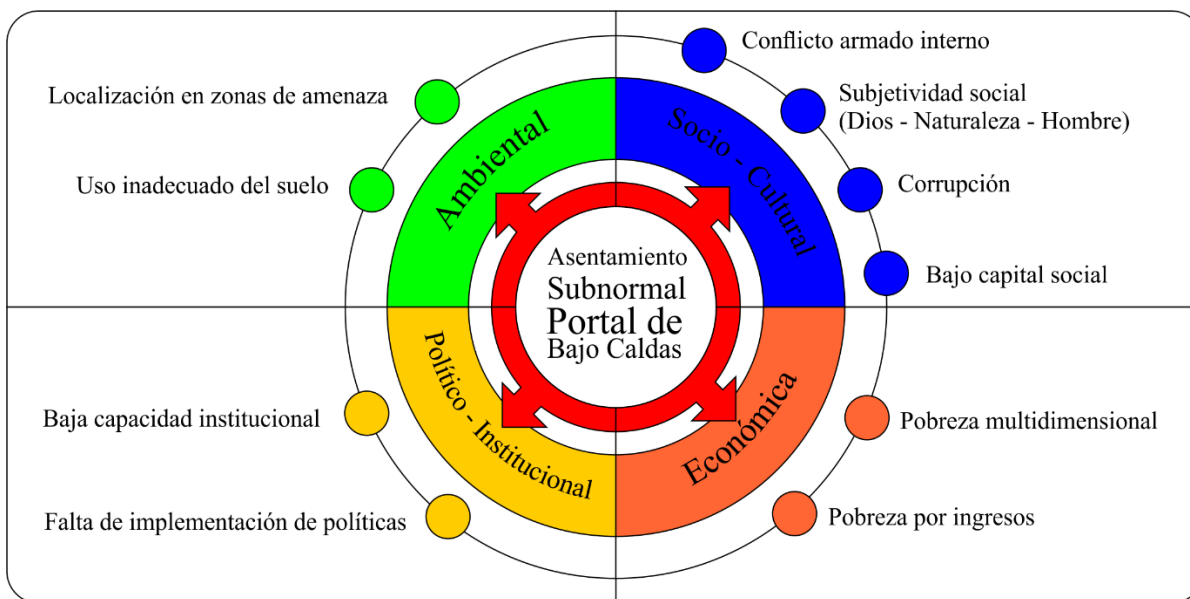 Conflicto armado interno
Localización en zonas de amenaza
Subjetividad social
(Dios - Naturaleza - Hombre)
Uso inadecuado del suelo
Corrupción
Bajo capital social
Ambiental
Socio - Cultural
Asentamiento
Subnormal
Portal de
Bajo Caldas
Político - Institucional
Económica
Baja capacidad institucional
Pobreza multidimensional
Falta de implementación de políticas
Pobreza por ingresos